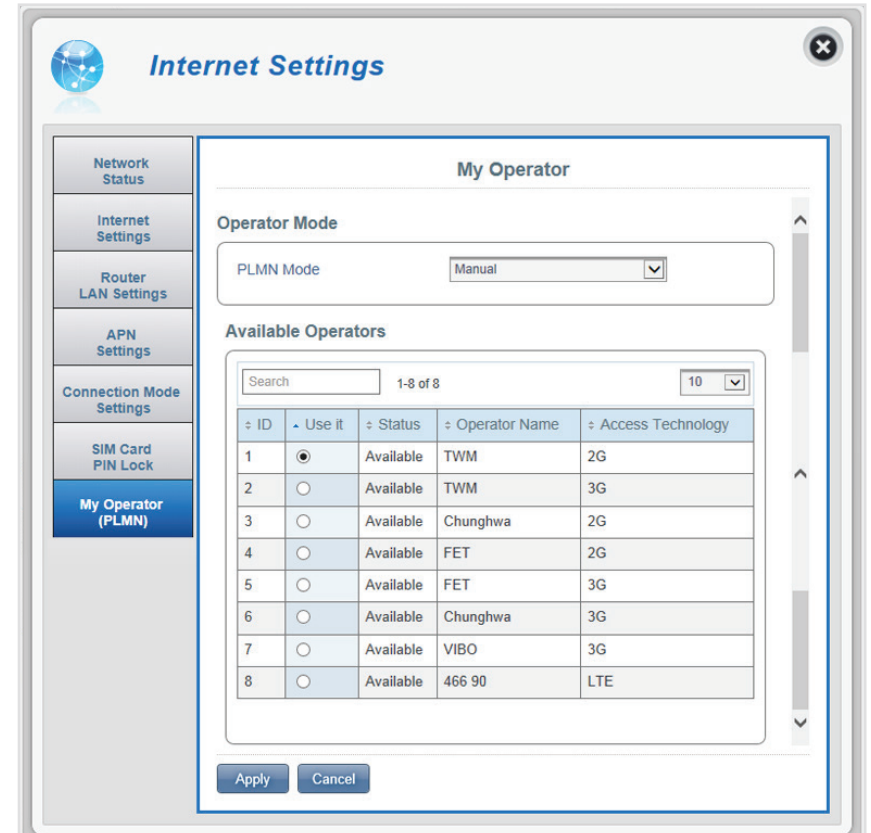 Internet Settings
Network
Status
Internet
Settings
Router
LAN Settings
APN
Settings
Connection Mode
Settings
SIM Card
PIN Lock
My Operator
(PLMN)
My Operator
Operator Mode
PLMN Mode Manual
Available Operators
Search 1-8 of 8 10
ID Use it Status Operator Name Access Technology
1 Available TWM 2G
2 Available TWM 3G
3 Available Chunghwa 2G
4 Available FET 2G
5 Available FET 3G
6 Available Chunghwa 3G
7 Available VIBO 3G
8 Available 466 90 LTE
Apply Cancel